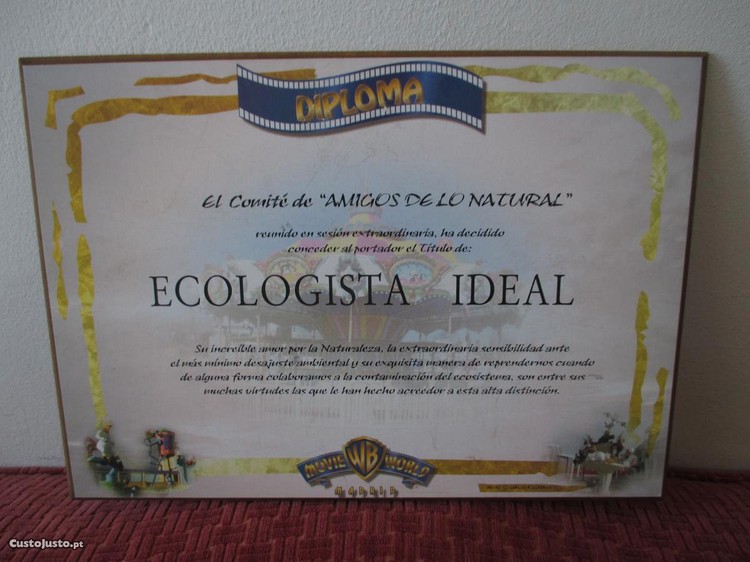 DIPLOMA
El Comité de "AMIGOS DE LO NATURAL"
reunido en sesión extraordinaria, ha decidido
conceder al portador el Título de:
ECOLOGISTA IDEAL
Su increíble amor por la Naturaleza, la extraordinaria sensibilidad ante
el más mínimo desajuste ambiental y su exquisita manera de reprendernos cuando
de alguna forma colaboramos a la contaminación del ecosistema, son entre sus
muchas virtudes las que le han hecho acreedor a esta alta distinción.
MOVIE WB WORLD
MADRID
CustoJusto.pt